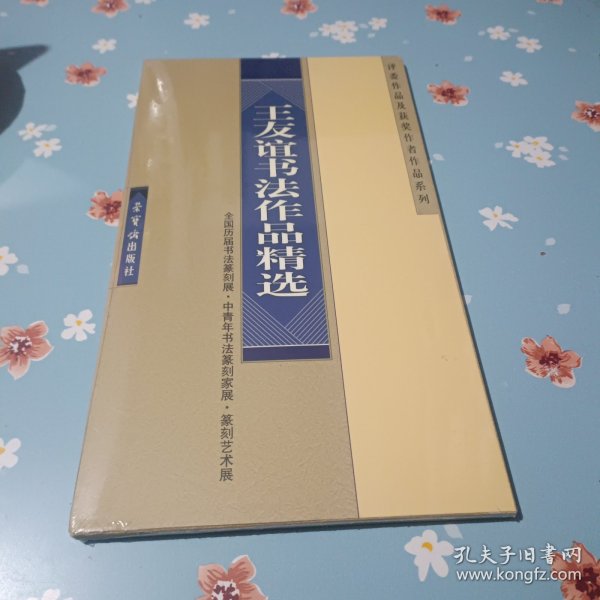 评委作品及获奖作者作品系列
王友谊书法作品精选
全国历届书法篆刻展·中青年书法篆刻家展·篆刻艺术展
荣宝斋出版社
孔夫子旧书网
www.kongfz.com